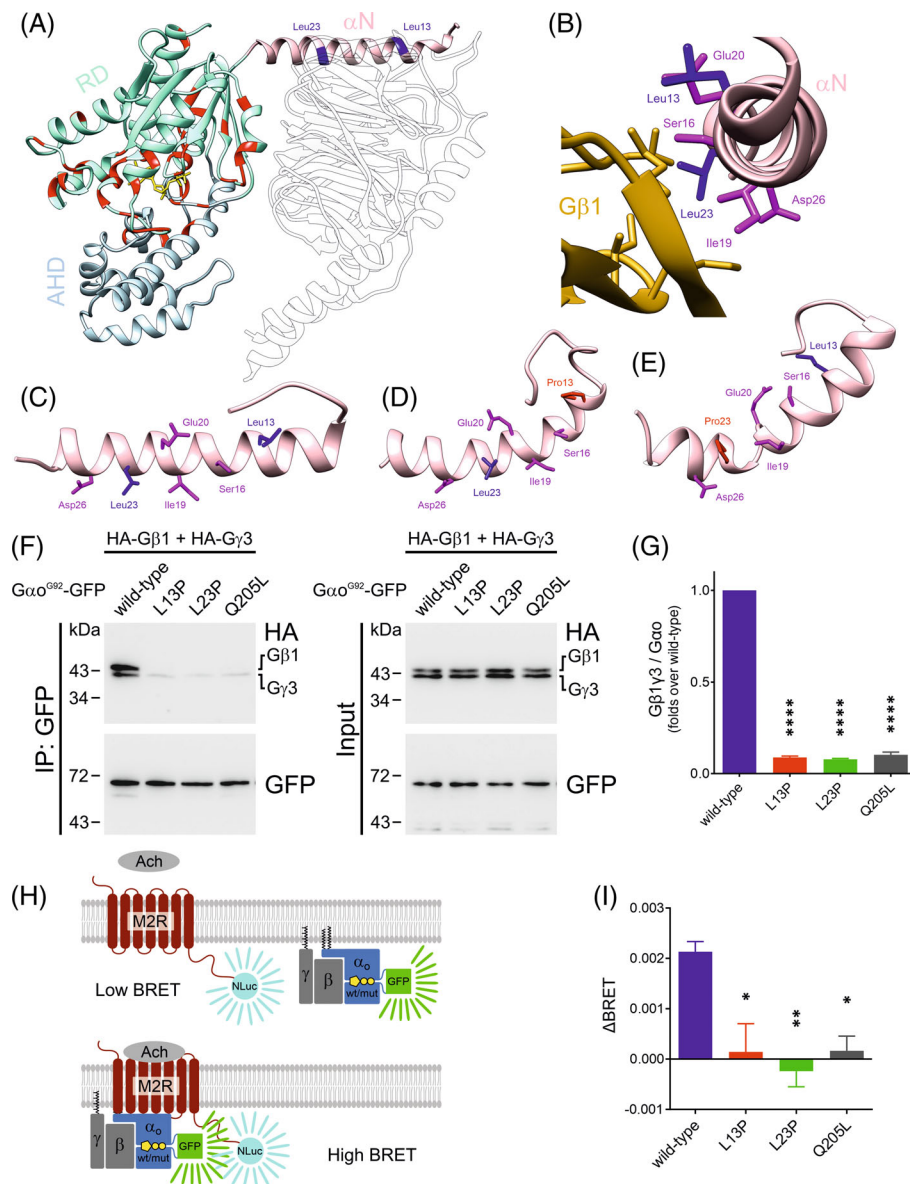 (A)
Leu23
αN
Leu13
RD
AHD
(B)
Glu20
αN
Leu13
Ser16
Gβ1
Leu23
Asp26
Ile19
(C)
Glu20
Leu13
Asp26
Leu23
Ile19
Ser16
(D)
Pro13
Glu20
Ser16
Asp26
Leu23
Ile19
(E)
Leu13
Ser16
Glu20
Pro23
Ile19
Asp26
(F)
HA-Gβ1 + HA-Gγ3
GαoG92-GFP
wild-type
L13P
L23P
Q205L
kDa
HA
43
Gβ1
Gγ3
34
IP: GFP
72
GFP
43
HA-Gβ1 + HA-Gγ3
GαoG92-GFP
wild-type
L13P
L23P
Q205L
kDa
HA
43
Gβ1
Gγ3
34
Input
72
GFP
43
(G)
Gβ1γ3 / Gαo
(folds over wild-type)
1.0
0.5
0.0
****
****
****
wild-type
L13P
L23P
Q205L
(H)
Ach
M2R
NLuc
Low BRET
γ
β
αo
wt/mut
GFP
Ach
M2R
γ
β
αo
wt/mut
GFP
NLuc
High BRET
(I)
ΔBRET
0.003
0.002
0.001
0.000
-0.001
*
**
*
wild-type
L13P
L23P
Q205L